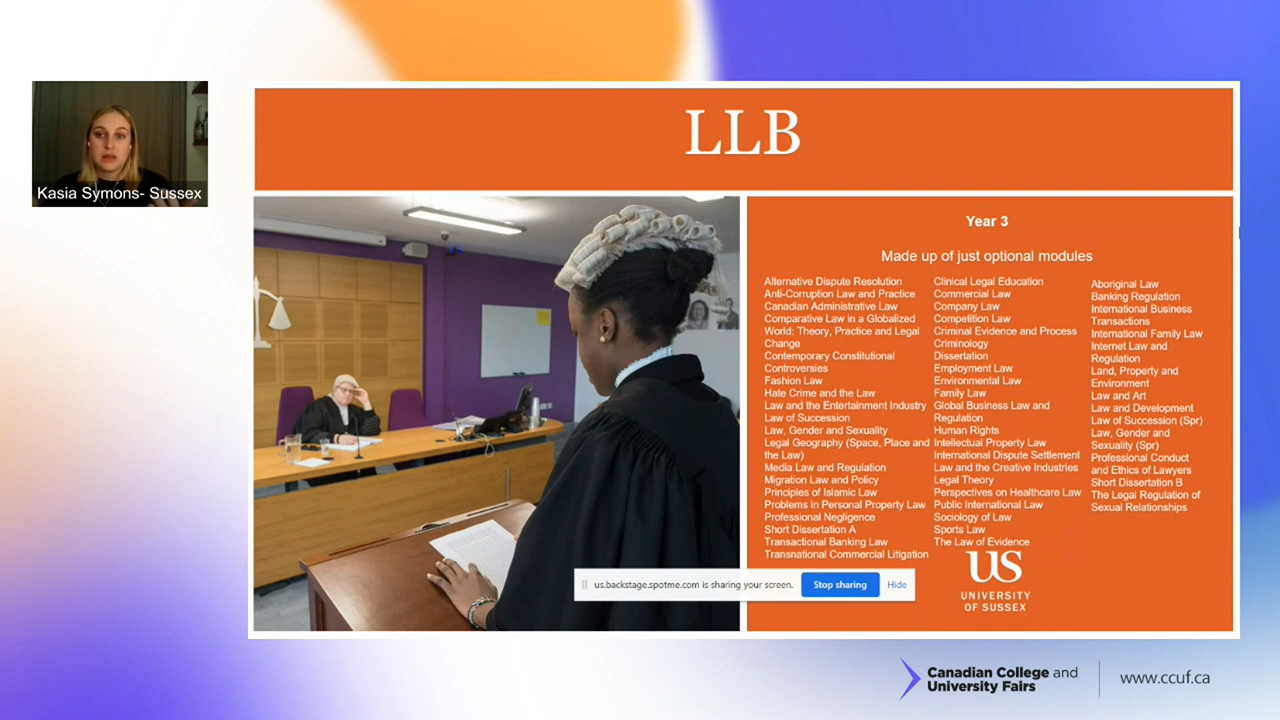 LLB
Kasia Symons- Sussex
Year 3
Made up of just optional modules
Alternative Dispute Resolution
Anti-Corruption Law and Practice
Canadian Administrative Law
Comparative Law in a Globalized
World: Theory, Practice and Legal
Change
Contemporary Constitutional
Controversies
Fashion Law
Hate Crime and the Law
Law and the Entertainment Industry
Law of Succession
Law, Gender and Sexuality
Legal Geography (Space, Place and
the Law)
Media Law and Regulation
Migration Law and Policy
Principles of Islamic Law
Problems in Personal Property Law
Professional Negligence
Short Dissertation A
Transactional Banking Law
Transnational Commercial Litigation
Clinical Legal Education
Commercial Law
Company Law
Competition Law
Criminal Evidence and Process
Criminology
Dissertation
Employment Law
Environmental Law
Family Law
Global Business Law and
Regulation
Human Rights
Intellectual Property Law
International Dispute Settlement
Law and the Creative Industries
Legal Theory
Perspectives on Healthcare Law
Public International Law
Sociology of Law
Sports Law
The Law of Evidence
Aboriginal Law
Banking Regulation
International Business
Transactions
International Family Law
Internet Law and
Regulation
Land, Property and
Environment
Law and Art
Law and Development
Law of Succession (Spr)
Law, Gender and
Sexuality (Spr)
Professional Conduct
and Ethics of Lawyers
Short Dissertation B
The Legal Regulation of
Sexual Relationships
US
UNIVERSITY
OF SUSSEX
us.backstage.spotme.com is sharing your screen.
Stop sharing
Hide
Canadian College and
University Fairs
www.ccuf.ca